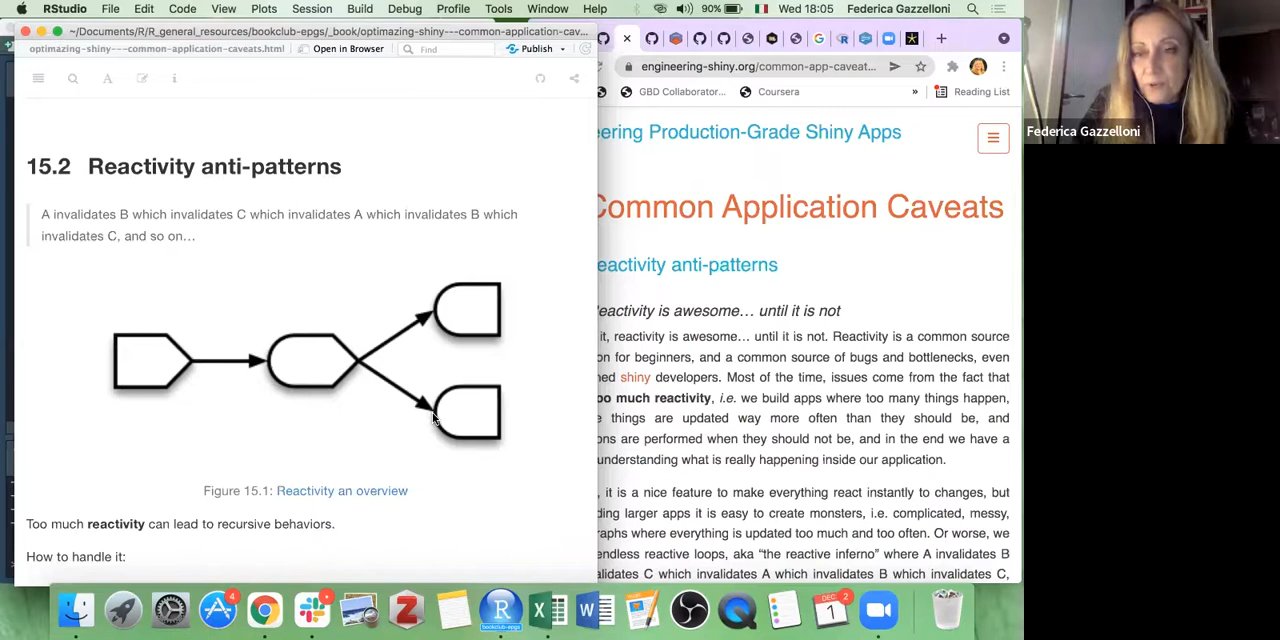 RStudio File Edit Code View Plots Session Build Debug Profile Tools Window Help 90% Wed 18:05 Federica Gazzelloni
~/Documents/R/R_general_resources/bookclub-epgs/_book/optimazing-shiny---common-application-cav...
optimazing-shiny---common-application-caveats.html Open in Browser Find Publish
15.2 Reactivity anti-patterns
A invalidates B which invalidates C which invalidates A which invalidates B which
invalidates C, and so on…
Figure 15.1: Reactivity an overview
Too much reactivity can lead to recursive behaviors.
How to handle it:
engineering-shiny.org/common-app-caveat...
GBD Collaborator... Coursera » Reading List
eering Production-Grade Shiny Apps
Common Application Caveats
eactivity anti-patterns
eactivity is awesome… until it is not
it, reactivity is awesome… until it is not. Reactivity is a common source
on for beginners, and a common source of bugs and bottlenecks, even
ned shiny developers. Most of the time, issues come from the fact that
oo much reactivity, i.e. we build apps where too many things happen,
e things are updated way more often than they should be, and
ons are performed when they should not be, and in the end we have a
understanding what is really happening inside our application.
, it is a nice feature to make everything react instantly to changes, but
ding larger apps it is easy to create monsters, i.e. complicated, messy,
raphs where everything is updated too much and too often. Or worse, we
endless reactive loops, aka “the reactive inferno” where A invalidates B
alidates C which invalidates A which invalidates B which invalidates C,
Federica Gazzelloni
4
DEC 2
1
bookclub-epgs